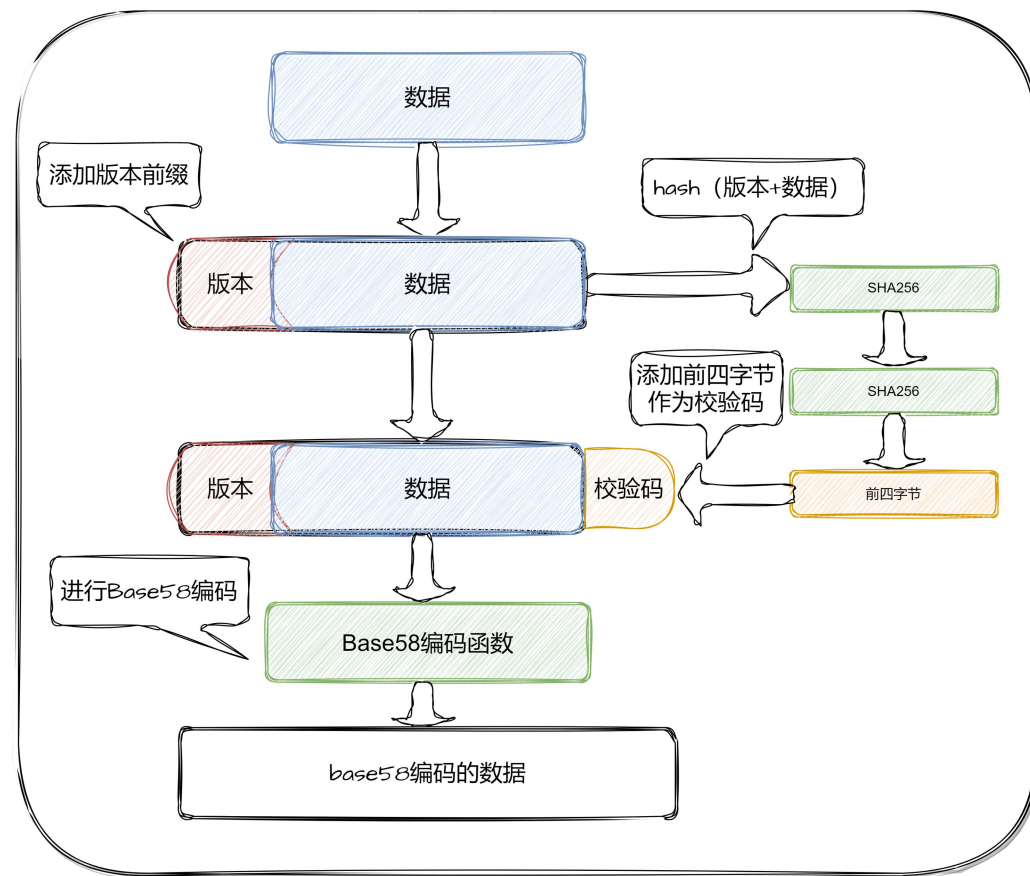 数据
添加版本前缀
hash（版本+数据）
版本
数据
SHA256
添加前四字节
作为校验码
SHA256
版本
数据
校验码
前四字节
进行Base58编码
Base58编码函数
base58编码的数据